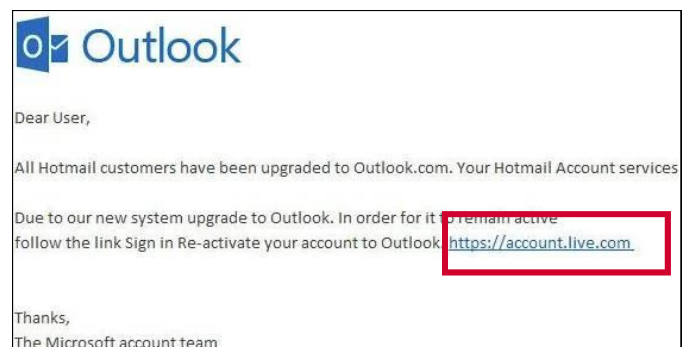 Outlook
Dear User,
All Hotmail customers have been upgraded to Outlook.com. Your Hotmail Account services
Due to our new system upgrade to Outlook. In order for it to remain active
follow the link Sign in Re-activate your account to Outlook. https://account.live.com
Thanks,
The Microsoft account team